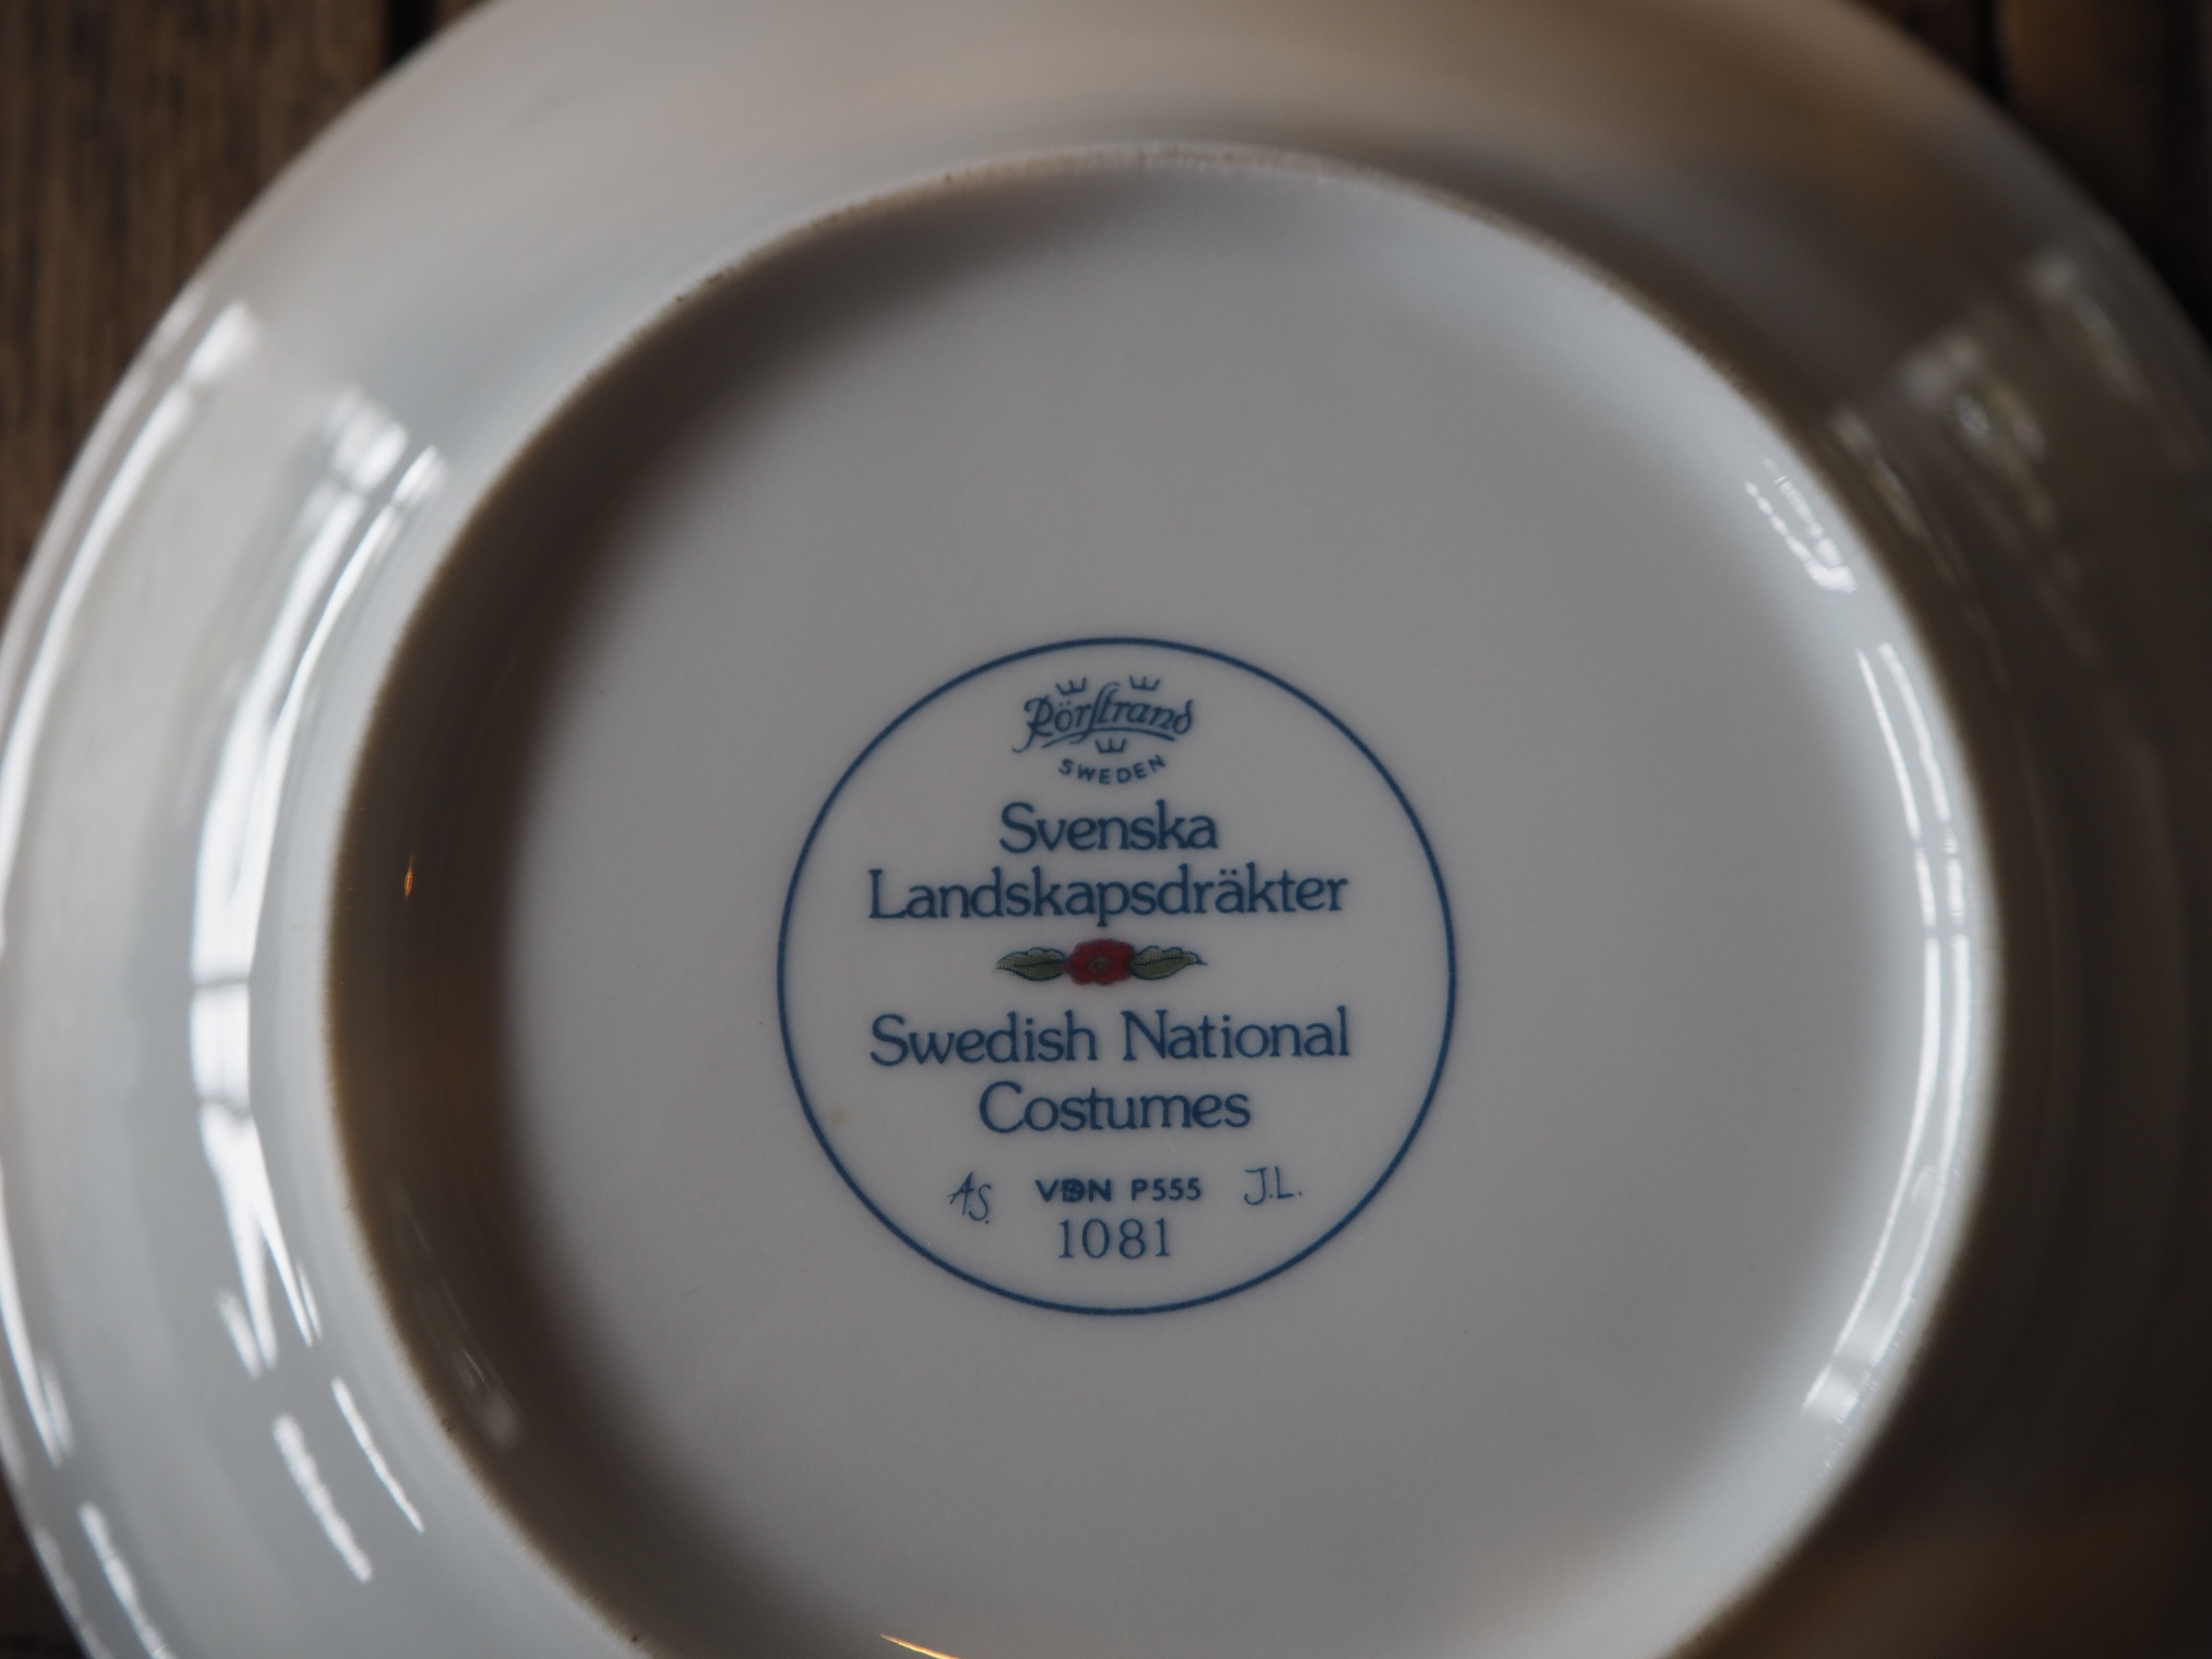 Rörstrand
SWEDEN
Svenska
Landskapsdräkter
Swedish National
Costumes
A.S. VDN P555 J.L.
1081